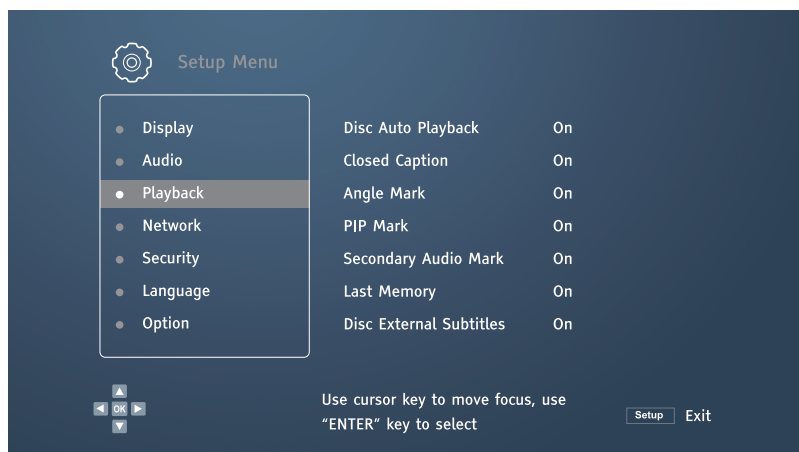 Setup Menu
Display
Audio
Playback
Network
Security
Language
Option
Disc Auto Playback On
Closed Caption On
Angle Mark On
PIP Mark On
Secondary Audio Mark On
Last Memory On
Disc External Subtitles On
OK
Use cursor key to move focus, use
“ENTER” key to select
Setup Exit